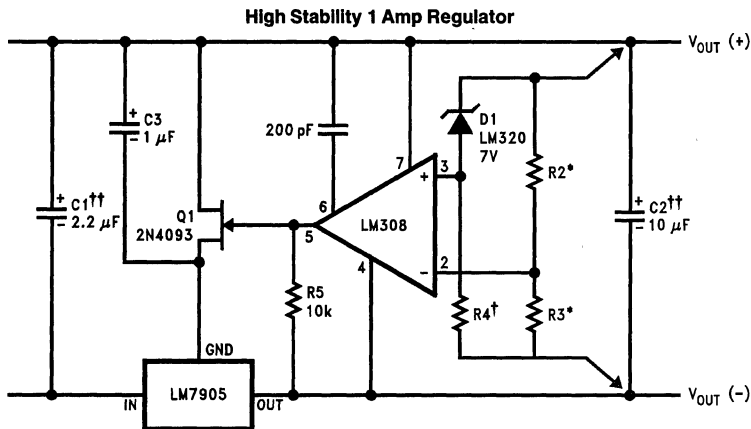 High Stability 1 Amp Regulator
VOUT (+)
+
C3
- 1 µF
200 pF
7
D1
LM320
7V
R2*
+
C1††
- 2.2 µF
Q1
2N4093
6
5
LM308
+
3
-
2
4
+
C2††
- 10 µF
R5
10k
R4†
R3*
GND
IN
LM7905
OUT
VOUT (-)